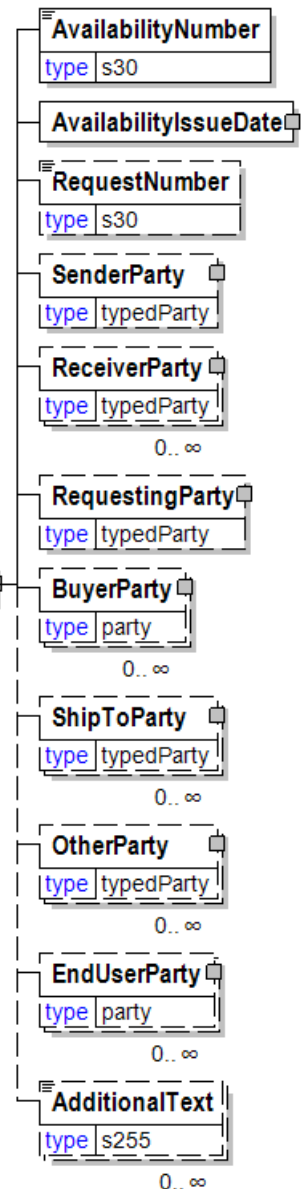 AvailabilityNumber
type s30
AvailabilityIssueDate
RequestNumber
type s30
SenderParty
type typedParty
ReceiverParty
type typedParty
0.. ∞
RequestingParty
type typedParty
BuyerParty
type party
0.. ∞
ShipToParty
type typedParty
0.. ∞
OtherParty
type typedParty
0.. ∞
EndUserParty
type party
0.. ∞
AdditionalText
type s255
0.. ∞